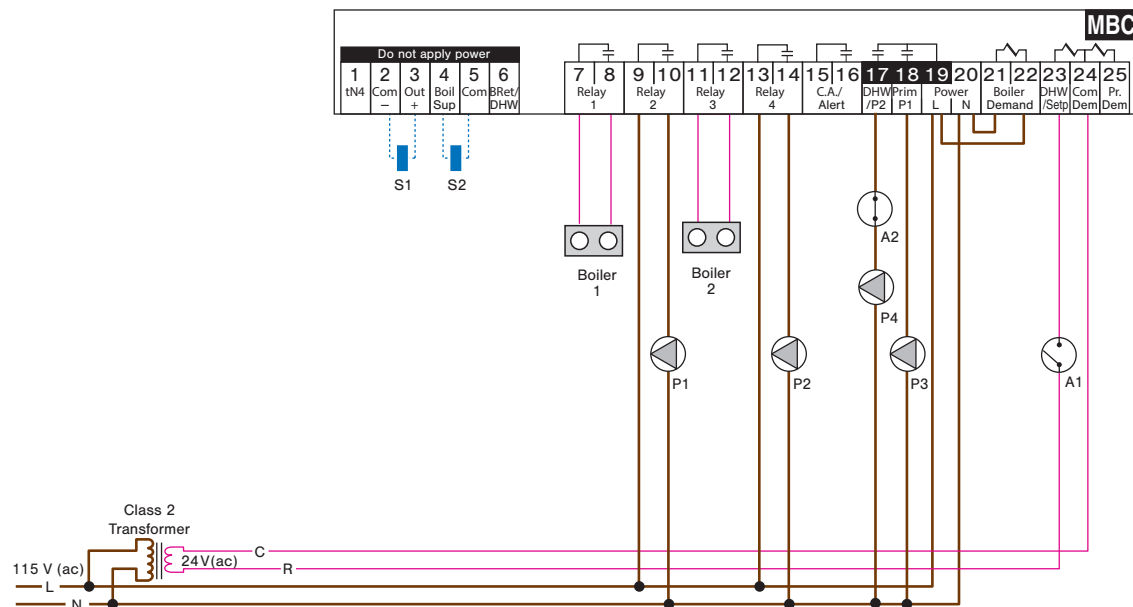 MBC
Do not apply power
1 2 3 4 5 6 7 8 9 10 11 12 13 14 15 16 17 18 19 20 21 22 23 24 25
tN4 Com Out Boil Com BRet/ Relay Relay Relay Relay C.A./ DHW Prim Power Boiler DHW Com Pr.
− + Sup DHW 1 2 3 4 Alert /P2 P1 L N Demand /Setp Dem Dem
S1 S2
A2
Boiler
1
Boiler
2
P4
P1
P2
P3
A1
Class 2
Transformer
C
115 V (ac) 24V(ac)
R
L
N